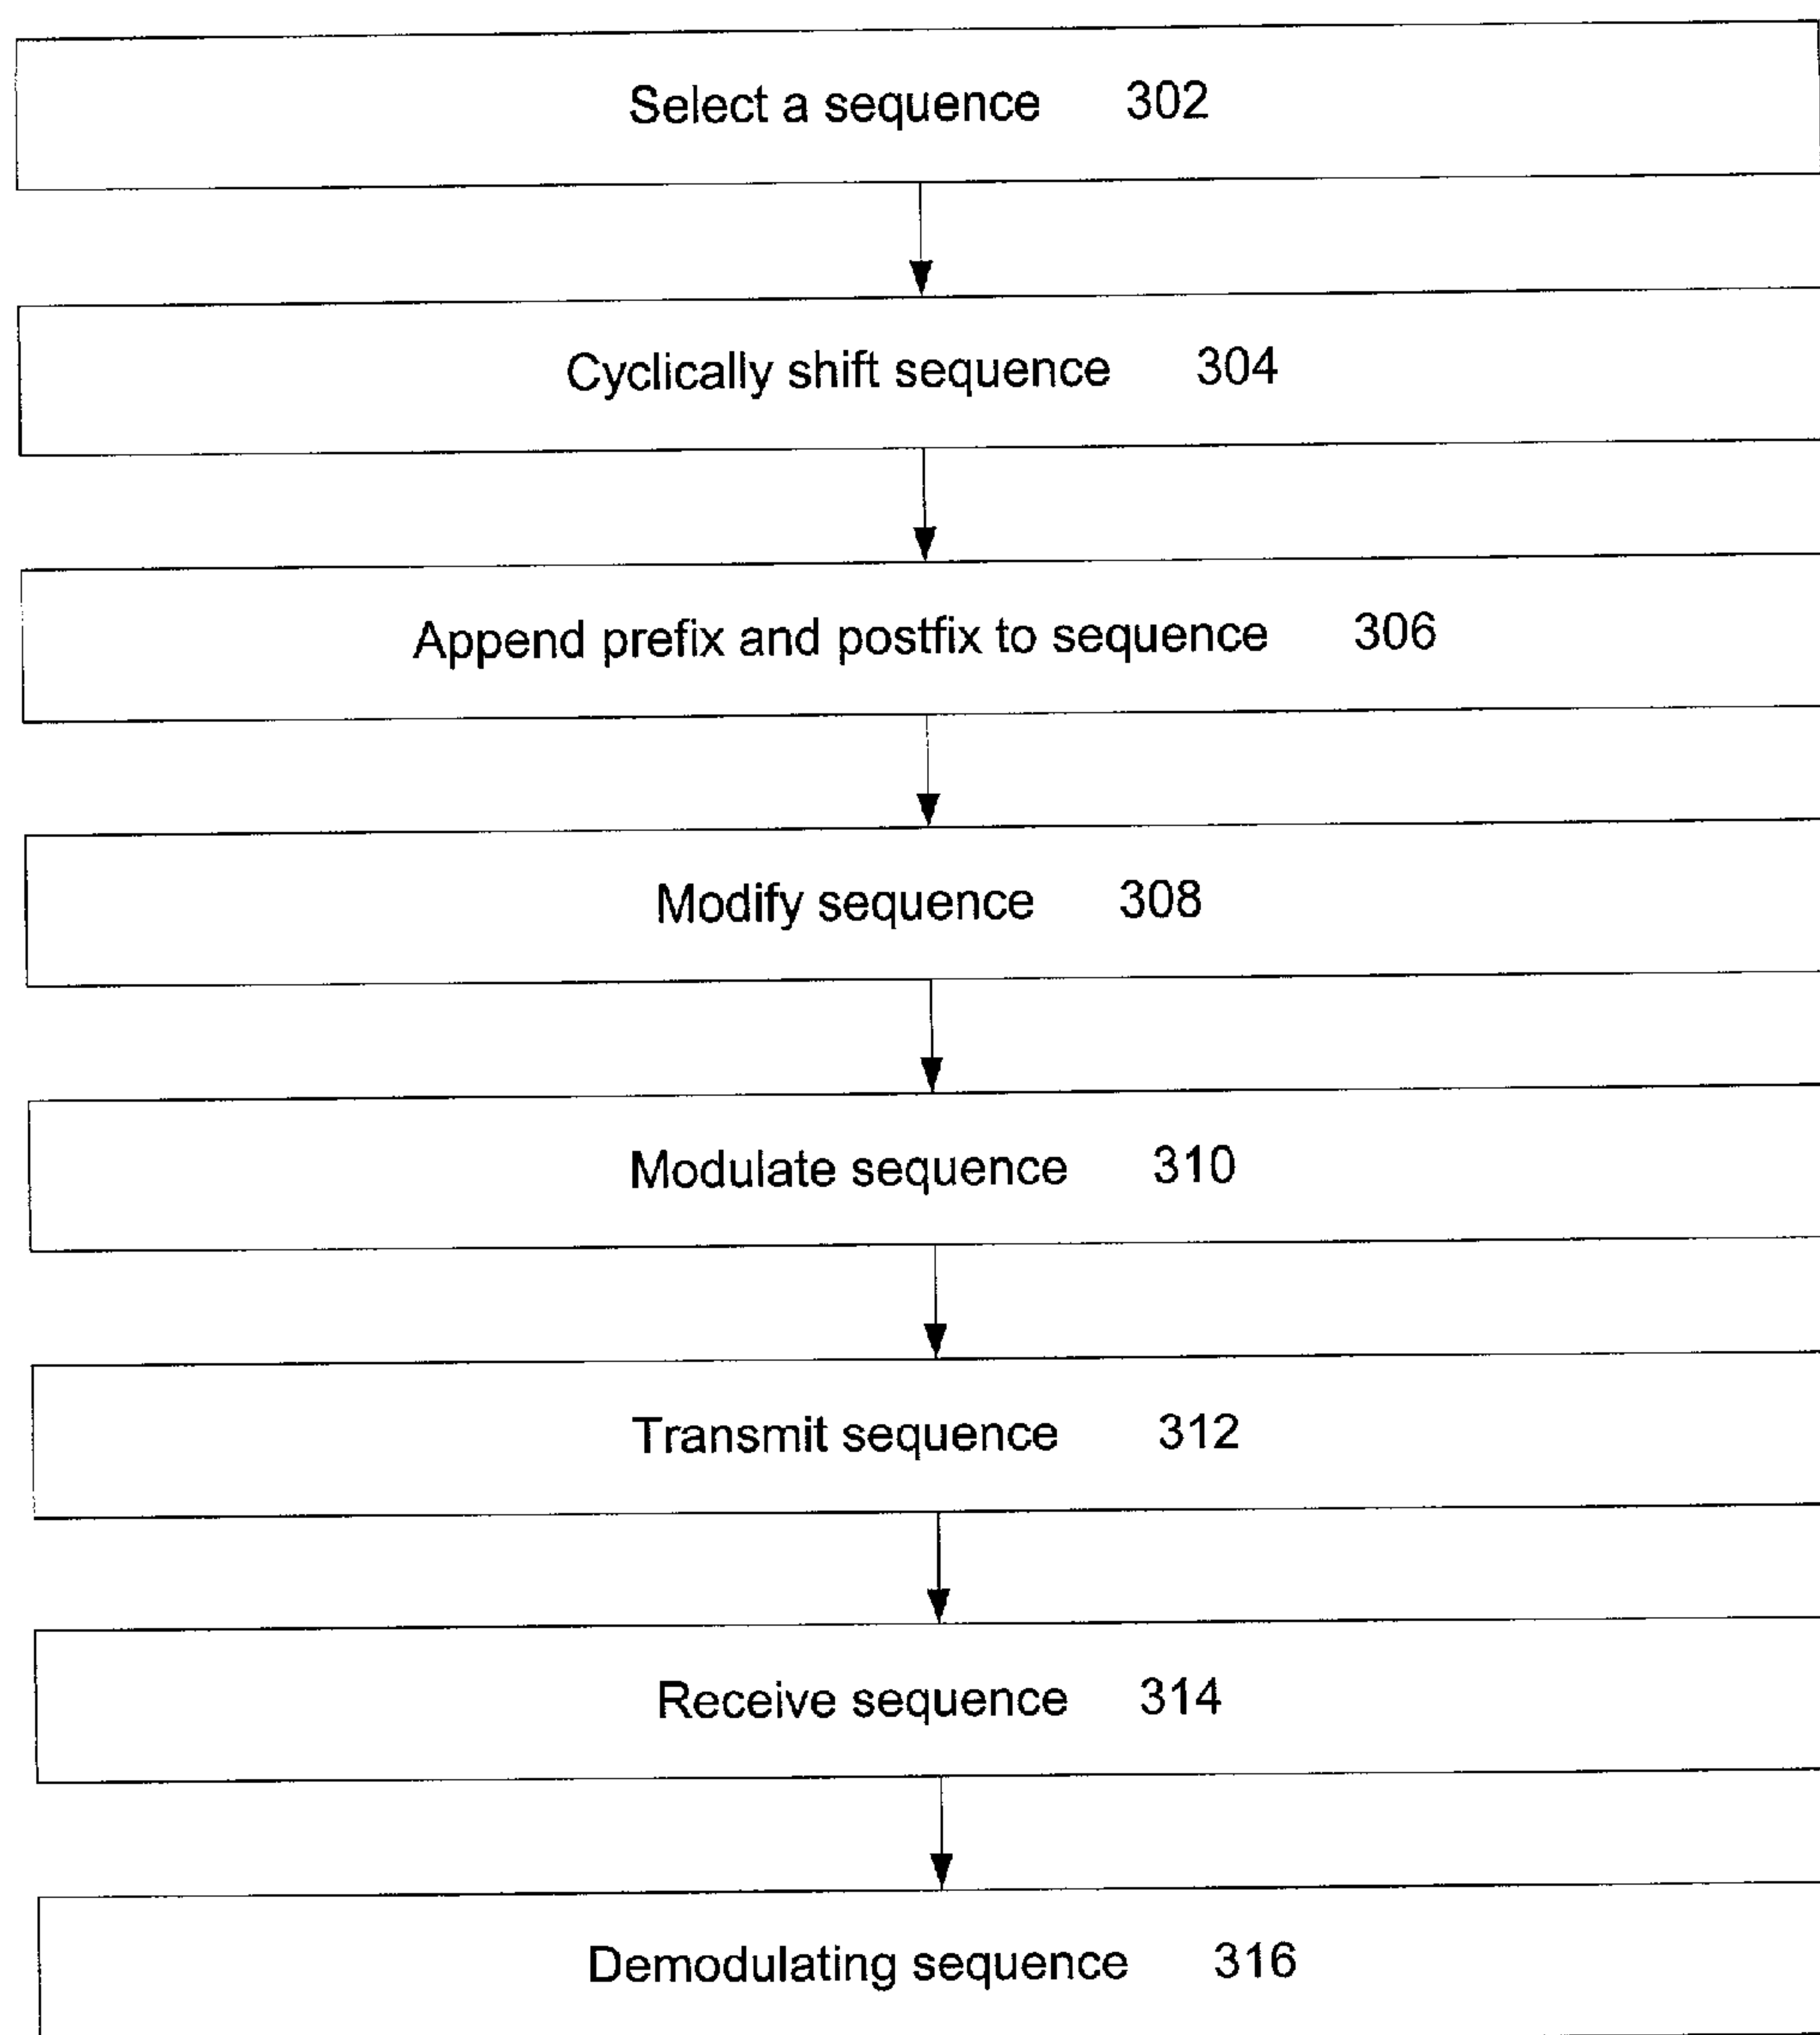 Select a sequence 302
Cyclically shift sequence 304
Append prefix and postfix to sequence 306
Modify sequence 308
Modulate sequence 310
Transmit sequence 312
Receive sequence 314
Demodulating sequence 316